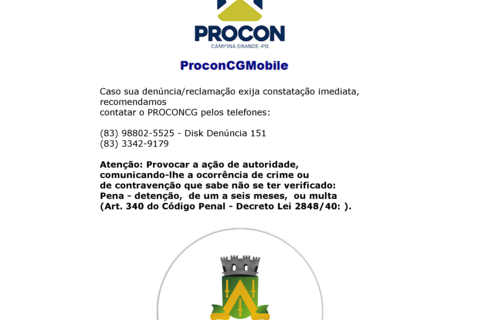 PROCON
CAMPINA GRANDE-PB
ProconCGMobile
Caso sua denúncia/reclamação exija constatação imediata,
recomendamos
contatar o PROCONCG pelos telefones:
(83) 98802-5525 - Disk Denúncia 151
(83) 3342-9179
Atenção: Provocar a ação de autoridade,
comunicando-lhe a ocorrência de crime ou
de contravenção que sabe não se ter verificado:
Pena - detenção, de um a seis meses, ou multa
(Art. 340 do Código Penal - Decreto Lei 2848/40: ).